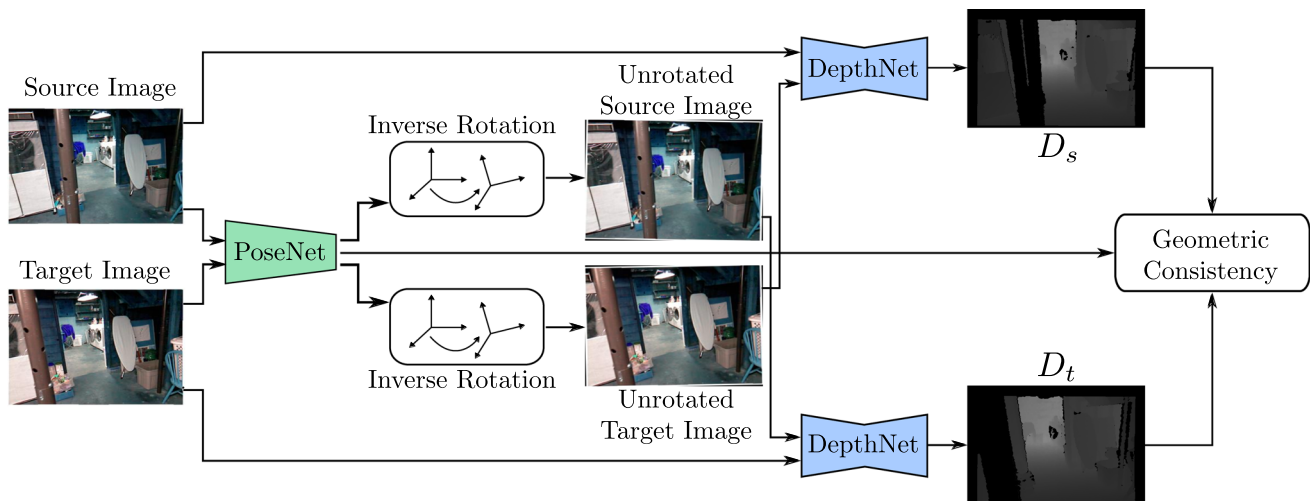 Source Image
Target Image
PoseNet
Inverse Rotation
Inverse Rotation
Unrotated
Source Image
Unrotated
Target Image
DepthNet
DepthNet
D_s
D_t
Geometric
Consistency